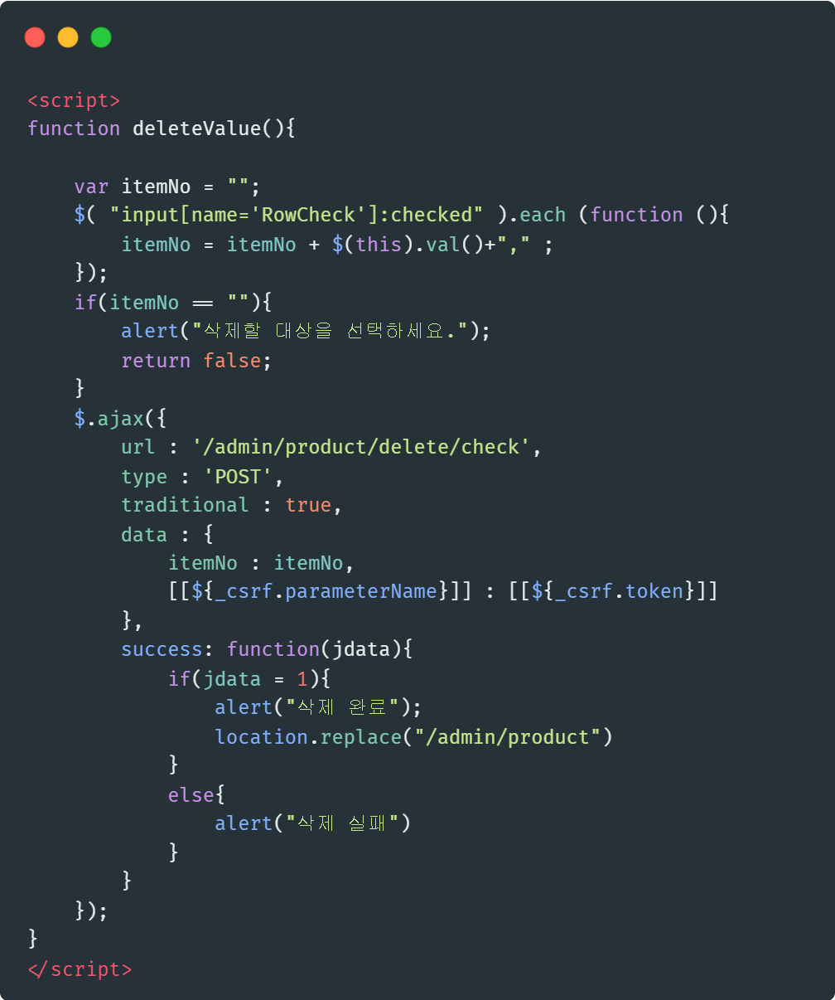 <script>
function deleteValue(){
var itemNo = "";
$( "input[name='RowCheck']:checked" ).each (function (){
itemNo = itemNo + $(this).val()+"," ;
});
if(itemNo == ""){
alert("삭제할 대상을 선택하세요.");
return false;
}
$.ajax({
url : '/admin/product/delete/check',
type : 'POST',
traditional : true,
data : {
itemNo : itemNo,
[[${_csrf.parameterName}]] : [[${_csrf.token}]]
},
success: function(jdata){
if(jdata = 1){
alert("삭제 완료");
location.replace("/admin/product")
}
else{
alert("삭제 실패")
}
}
});
}
</script>